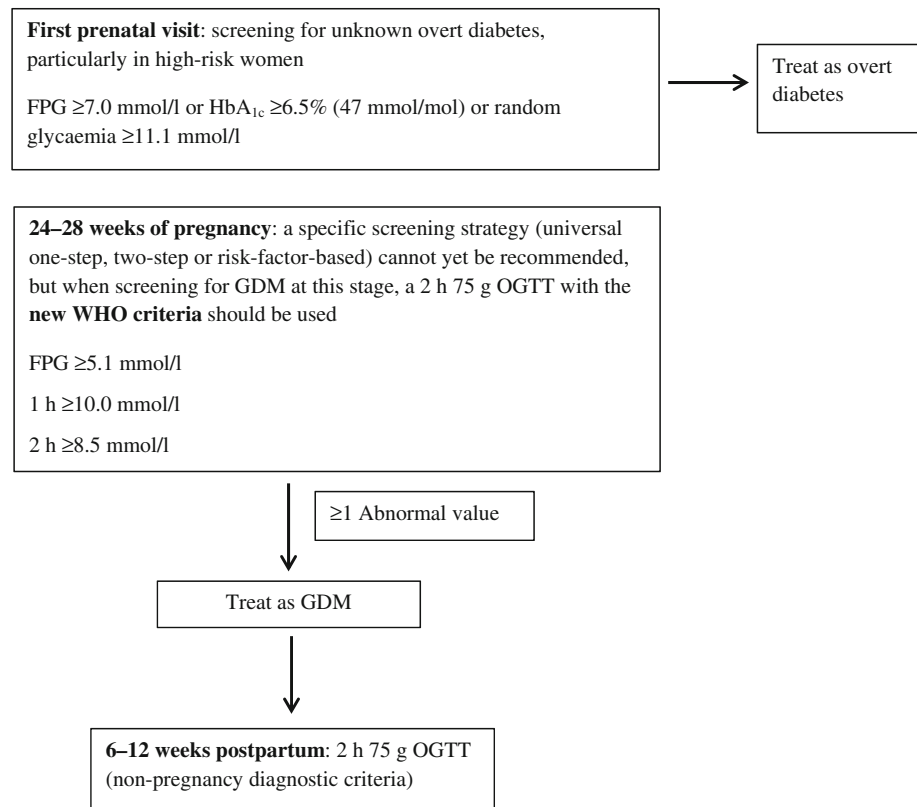 First prenatal visit: screening for unknown overt diabetes,
particularly in high-risk women
FPG ≥7.0 mmol/l or HbA1c ≥6.5% (47 mmol/mol) or random
glycaemia ≥11.1 mmol/l
Treat as overt
diabetes
24–28 weeks of pregnancy: a specific screening strategy (universal
one-step, two-step or risk-factor-based) cannot yet be recommended,
but when screening for GDM at this stage, a 2 h 75 g OGTT with the
new WHO criteria should be used
FPG ≥5.1 mmol/l
1 h ≥10.0 mmol/l
2 h ≥8.5 mmol/l
≥1 Abnormal value
Treat as GDM
6–12 weeks postpartum: 2 h 75 g OGTT
(non-pregnancy diagnostic criteria)